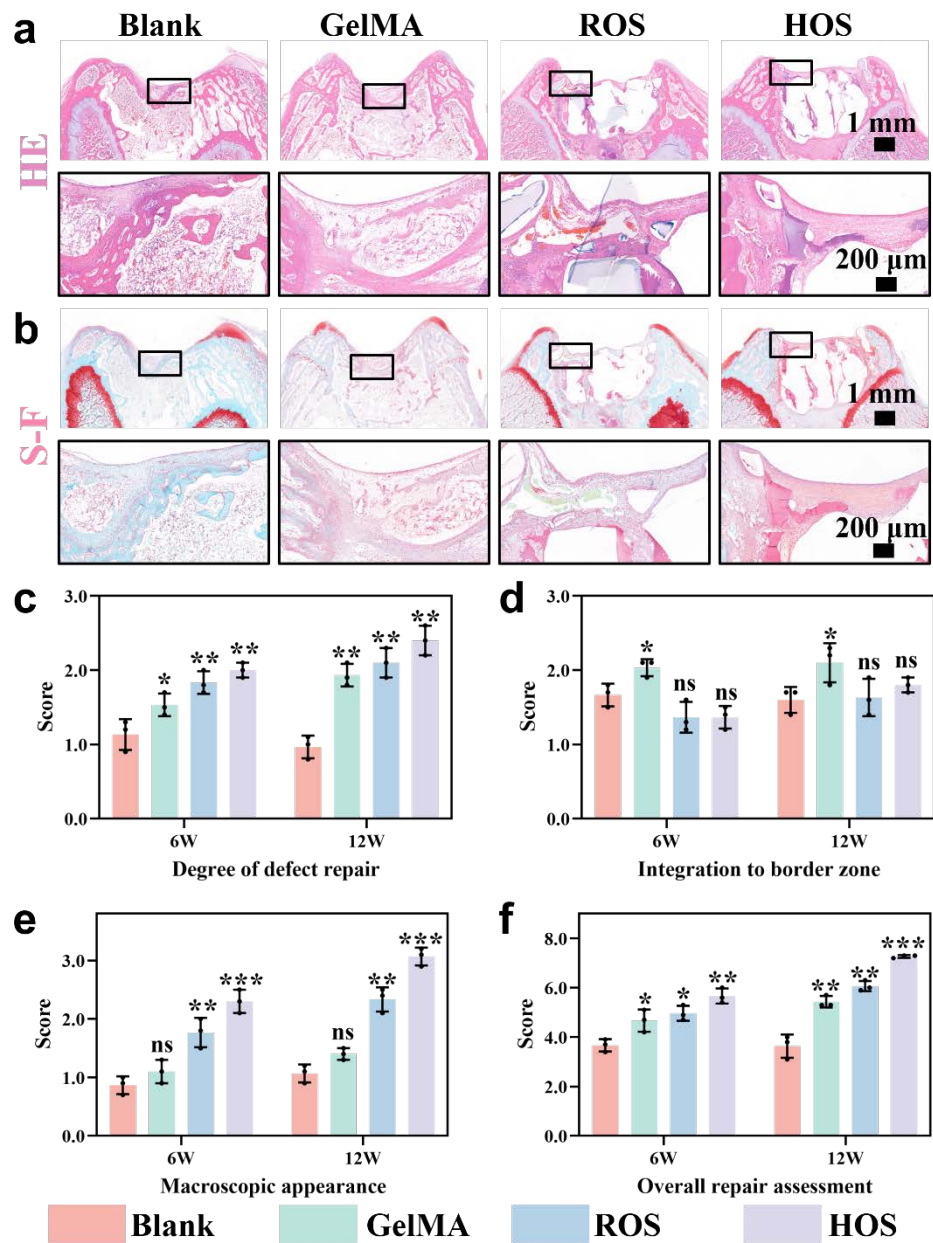 a
Blank GelMA ROS HOS
HE
1 mm
200 µm
b
S-F
1 mm
200 µm
c
3.0
2.0
1.0
0.0
Score
* ** ** ** ** **
6W 12W
Degree of defect repair
d
3.0
2.0
1.0
0.0
Score
* ns ns * ns ns
6W 12W
Integration to border zone
e
3.0
2.0
1.0
0.0
Score
ns ** *** ns ** ***
6W 12W
Macroscopic appearance
f
8.0
6.0
4.0
2.0
0.0
Score
* * ** ** ** ***
6W 12W
Overall repair assessment
Blank GelMA ROS HOS